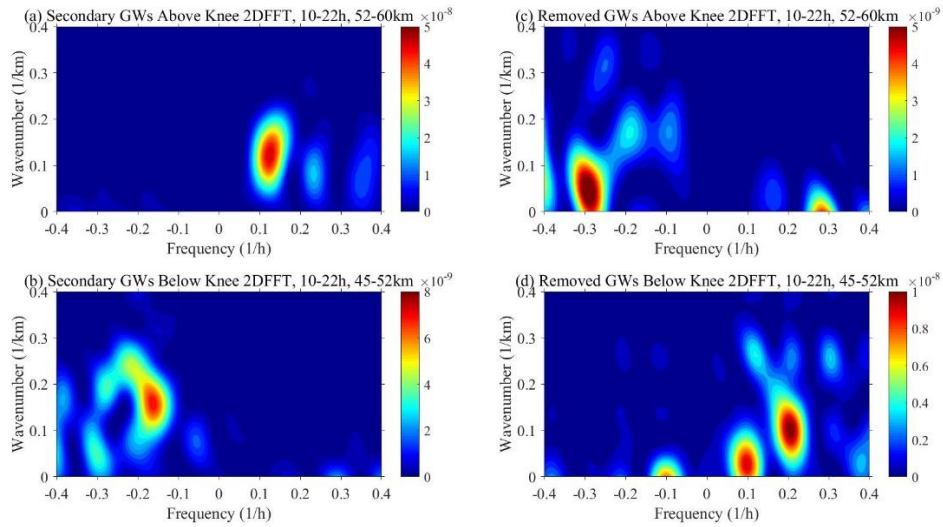 (a) Secondary GWs Above Knee 2DFFT, 10-22h, 52-60km ×10⁻⁸
0.4
0.3
0.2
0.1
0
Wavenumber (1/km)
-0.4 -0.3 -0.2 -0.1 0 0.1 0.2 0.3 0.4
Frequency (1/h)
5
4
3
2
1
0
(c) Removed GWs Above Knee 2DFFT, 10-22h, 52-60km ×10⁻⁹
0.4
0.3
0.2
0.1
0
Wavenumber (1/km)
-0.4 -0.3 -0.2 -0.1 0 0.1 0.2 0.3 0.4
Frequency (1/h)
5
4
3
2
1
0
(b) Secondary GWs Below Knee 2DFFT, 10-22h, 45-52km ×10⁻⁹
0.4
0.3
0.2
0.1
0
Wavenumber (1/km)
-0.4 -0.3 -0.2 -0.1 0 0.1 0.2 0.3 0.4
Frequency (1/h)
8
6
4
2
0
(d) Removed GWs Below Knee 2DFFT, 10-22h, 45-52km ×10⁻⁸
0.4
0.3
0.2
0.1
0
Wavenumber (1/km)
-0.4 -0.3 -0.2 -0.1 0 0.1 0.2 0.3 0.4
Frequency (1/h)
1
0.8
0.6
0.4
0.2
0